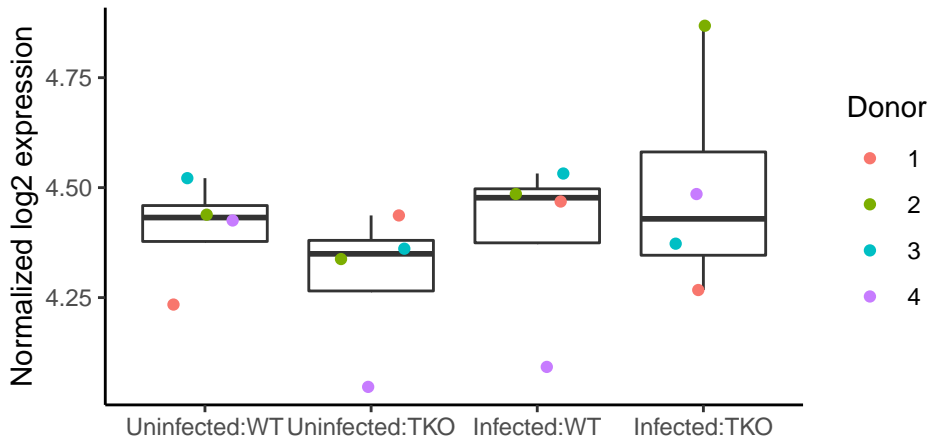 Normalized log2 expression
4.75
4.50
4.25
Uninfected:WT Uninfected:TKO Infected:WT Infected:TKO
Donor
1
2
3
4